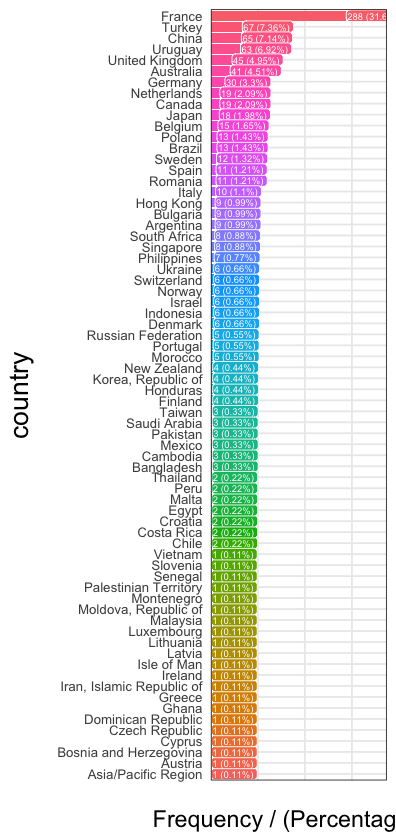 France 288 (31.6
Turkey 67 (7.36%)
China 65 (7.14%)
Uruguay 63 (6.92%)
United Kingdom 45 (4.95%)
Australia 41 (4.51%)
Germany 30 (3.3%)
Netherlands 19 (2.09%)
Canada 19 (2.09%)
Japan 18 (1.98%)
Belgium 15 (1.65%)
Poland 13 (1.43%)
Brazil 13 (1.43%)
Sweden 12 (1.32%)
Spain 11 (1.21%)
Romania 11 (1.21%)
Italy 10 (1.1%)
Hong Kong 9 (0.99%)
Bulgaria 9 (0.99%)
Argentina 9 (0.99%)
South Africa 8 (0.88%)
Singapore 8 (0.88%)
Philippines 7 (0.77%)
Ukraine 6 (0.66%)
Switzerland 6 (0.66%)
Norway 6 (0.66%)
Israel 6 (0.66%)
Indonesia 6 (0.66%)
Denmark 6 (0.66%)
Russian Federation 5 (0.55%)
Portugal 5 (0.55%)
Morocco 5 (0.55%)
New Zealand 4 (0.44%)
Korea, Republic of 4 (0.44%)
Honduras 4 (0.44%)
Finland 4 (0.44%)
Taiwan 3 (0.33%)
Saudi Arabia 3 (0.33%)
Pakistan 3 (0.33%)
Mexico 3 (0.33%)
Cambodia 3 (0.33%)
Bangladesh 3 (0.33%)
Thailand 2 (0.22%)
Peru 2 (0.22%)
Malta 2 (0.22%)
Egypt 2 (0.22%)
Croatia 2 (0.22%)
Costa Rica 2 (0.22%)
Chile 2 (0.22%)
Vietnam 1 (0.11%)
Slovenia 1 (0.11%)
Senegal 1 (0.11%)
Palestinian Territory 1 (0.11%)
Montenegro 1 (0.11%)
Moldova, Republic of 1 (0.11%)
Malaysia 1 (0.11%)
Luxembourg 1 (0.11%)
Lithuania 1 (0.11%)
Latvia 1 (0.11%)
Isle of Man 1 (0.11%)
Ireland 1 (0.11%)
Iran, Islamic Republic of 1 (0.11%)
Greece 1 (0.11%)
Ghana 1 (0.11%)
Dominican Republic 1 (0.11%)
Czech Republic 1 (0.11%)
Cyprus 1 (0.11%)
Bosnia and Herzegovina 1 (0.11%)
Austria 1 (0.11%)
Asia/Pacific Region 1 (0.11%)
country
Frequency / (Percentag